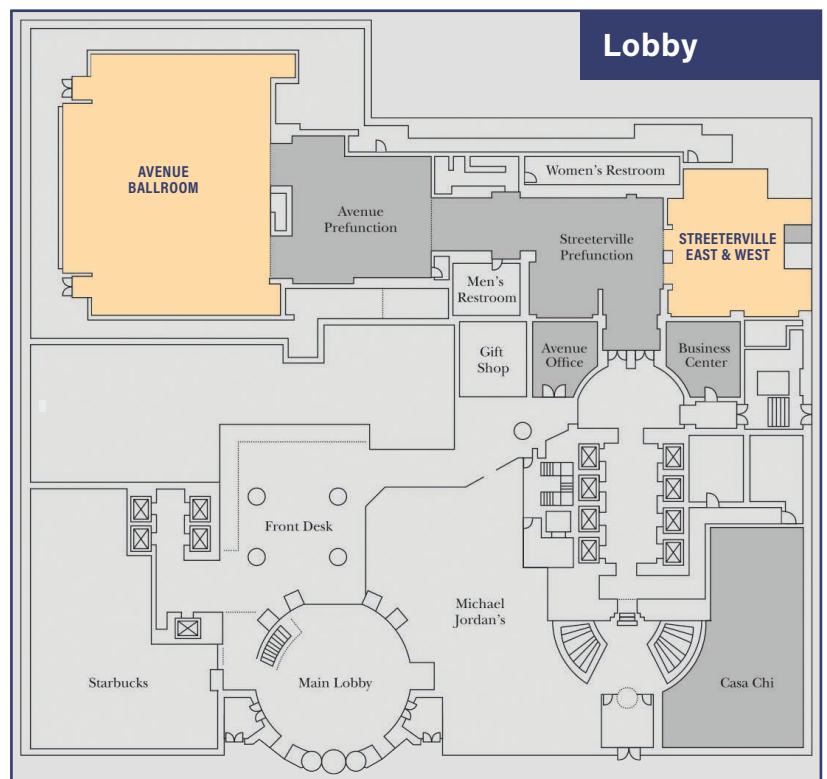 Lobby
AVENUE
BALLROOM
Avenue
Prefunction
Women's Restroom
Streeterville
Prefunction
STREETERVILLE
EAST & WEST
Men's
Restroom
Gift
Shop
Avenue
Office
Business
Center
Front Desk
Michael
Jordan's
Starbucks
Main Lobby
Casa Chi